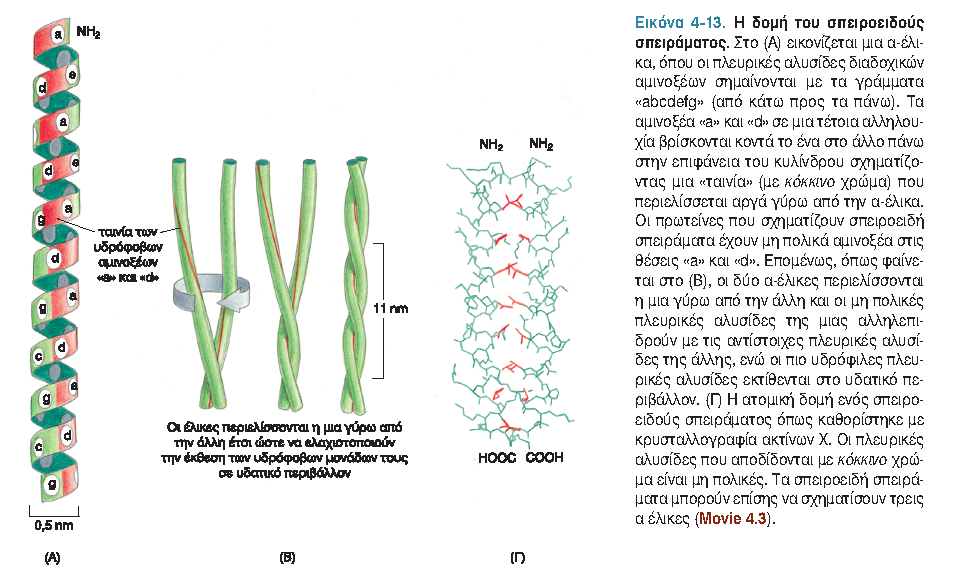 a
NH₂
e
d
a
e
d
a
g
d
a
g
d
c
a
g
d
c
g
0,5 nm
(Α)
ταινία των
υδρόφοβων
αμινοξέων
«a» και «d»
11 nm
Οι έλικες περιελίσσονται η μια γύρω από
την άλλη έτσι ώστε να ελαχιστοποιούν
την έκθεση των υδρόφοβων μονάδων τους
σε υδατικό περιβάλλον
(Β)
NH₂ NH₂
HOOC COOH
(Γ)
Εικόνα 4-13. Η δομή του σπειροειδούς
σπειράματος. Στο (Α) εικονίζεται μια α-έλι-
κα, όπου οι πλευρικές αλυσίδες διαδοχικών
αμινοξέων σημαίνονται με τα γράμματα
«abcdefg» (από κάτω προς τα πάνω). Τα
αμινοξέα «a» και «d» σε μια τέτοια αλληλου-
χία βρίσκονται κοντά το ένα στο άλλο πάνω
στην επιφάνεια του κυλίνδρου σχηματίζο-
ντας μια «ταινία» (με κόκκινο χρώμα) που
περιελίσσεται αργά γύρω από την α-έλικα.
Οι πρωτεΐνες που σχηματίζουν σπειροειδή
σπειράματα έχουν μη πολικά αμινοξέα στις
θέσεις «a» και «d». Επομένως, όπως φαίνε-
ται στο (Β), οι δύο α-έλικες περιελίσσονται
η μια γύρω από την άλλη και οι μη πολικές
πλευρικές αλυσίδες της μιας αλληλεπι-
δρούν με τις αντίστοιχες πλευρικές αλυσί-
δες της άλλης, ενώ οι πιο υδρόφιλες πλευ-
ρικές αλυσίδες εκτίθενται στο υδατικό πε-
ριβάλλον. (Γ) Η ατομική δομή ενός σπειρο-
ειδούς σπειράματος όπως καθορίστηκε με
κρυσταλλογραφία ακτίνων Χ. Οι πλευρικές
αλυσίδες που αποδίδονται με κόκκινο χρώ-
μα είναι μη πολικές. Τα σπειροειδή σπειρά-
ματα μπορούν επίσης να σχηματίσουν τρεις
α έλικες (Movie 4.3).